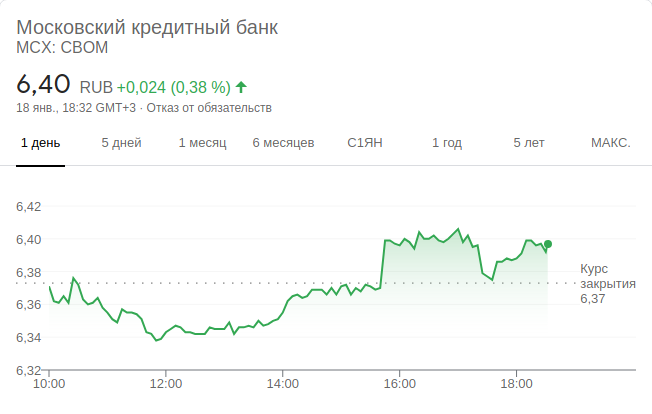 Московский кредитный банк
MCX: CBOM
6,40 RUB +0,024 (0,38 %)
18 янв., 18:32 GMT+3 · Отказ от обязательств
1 день 5 дней 1 месяц 6 месяцев С1ЯН 1 год 5 лет МАКС.
6,42
6,40
6,38
6,36
6,34
6,32
Курс
закрытия
6,37
10:00 12:00 14:00 16:00 18:00